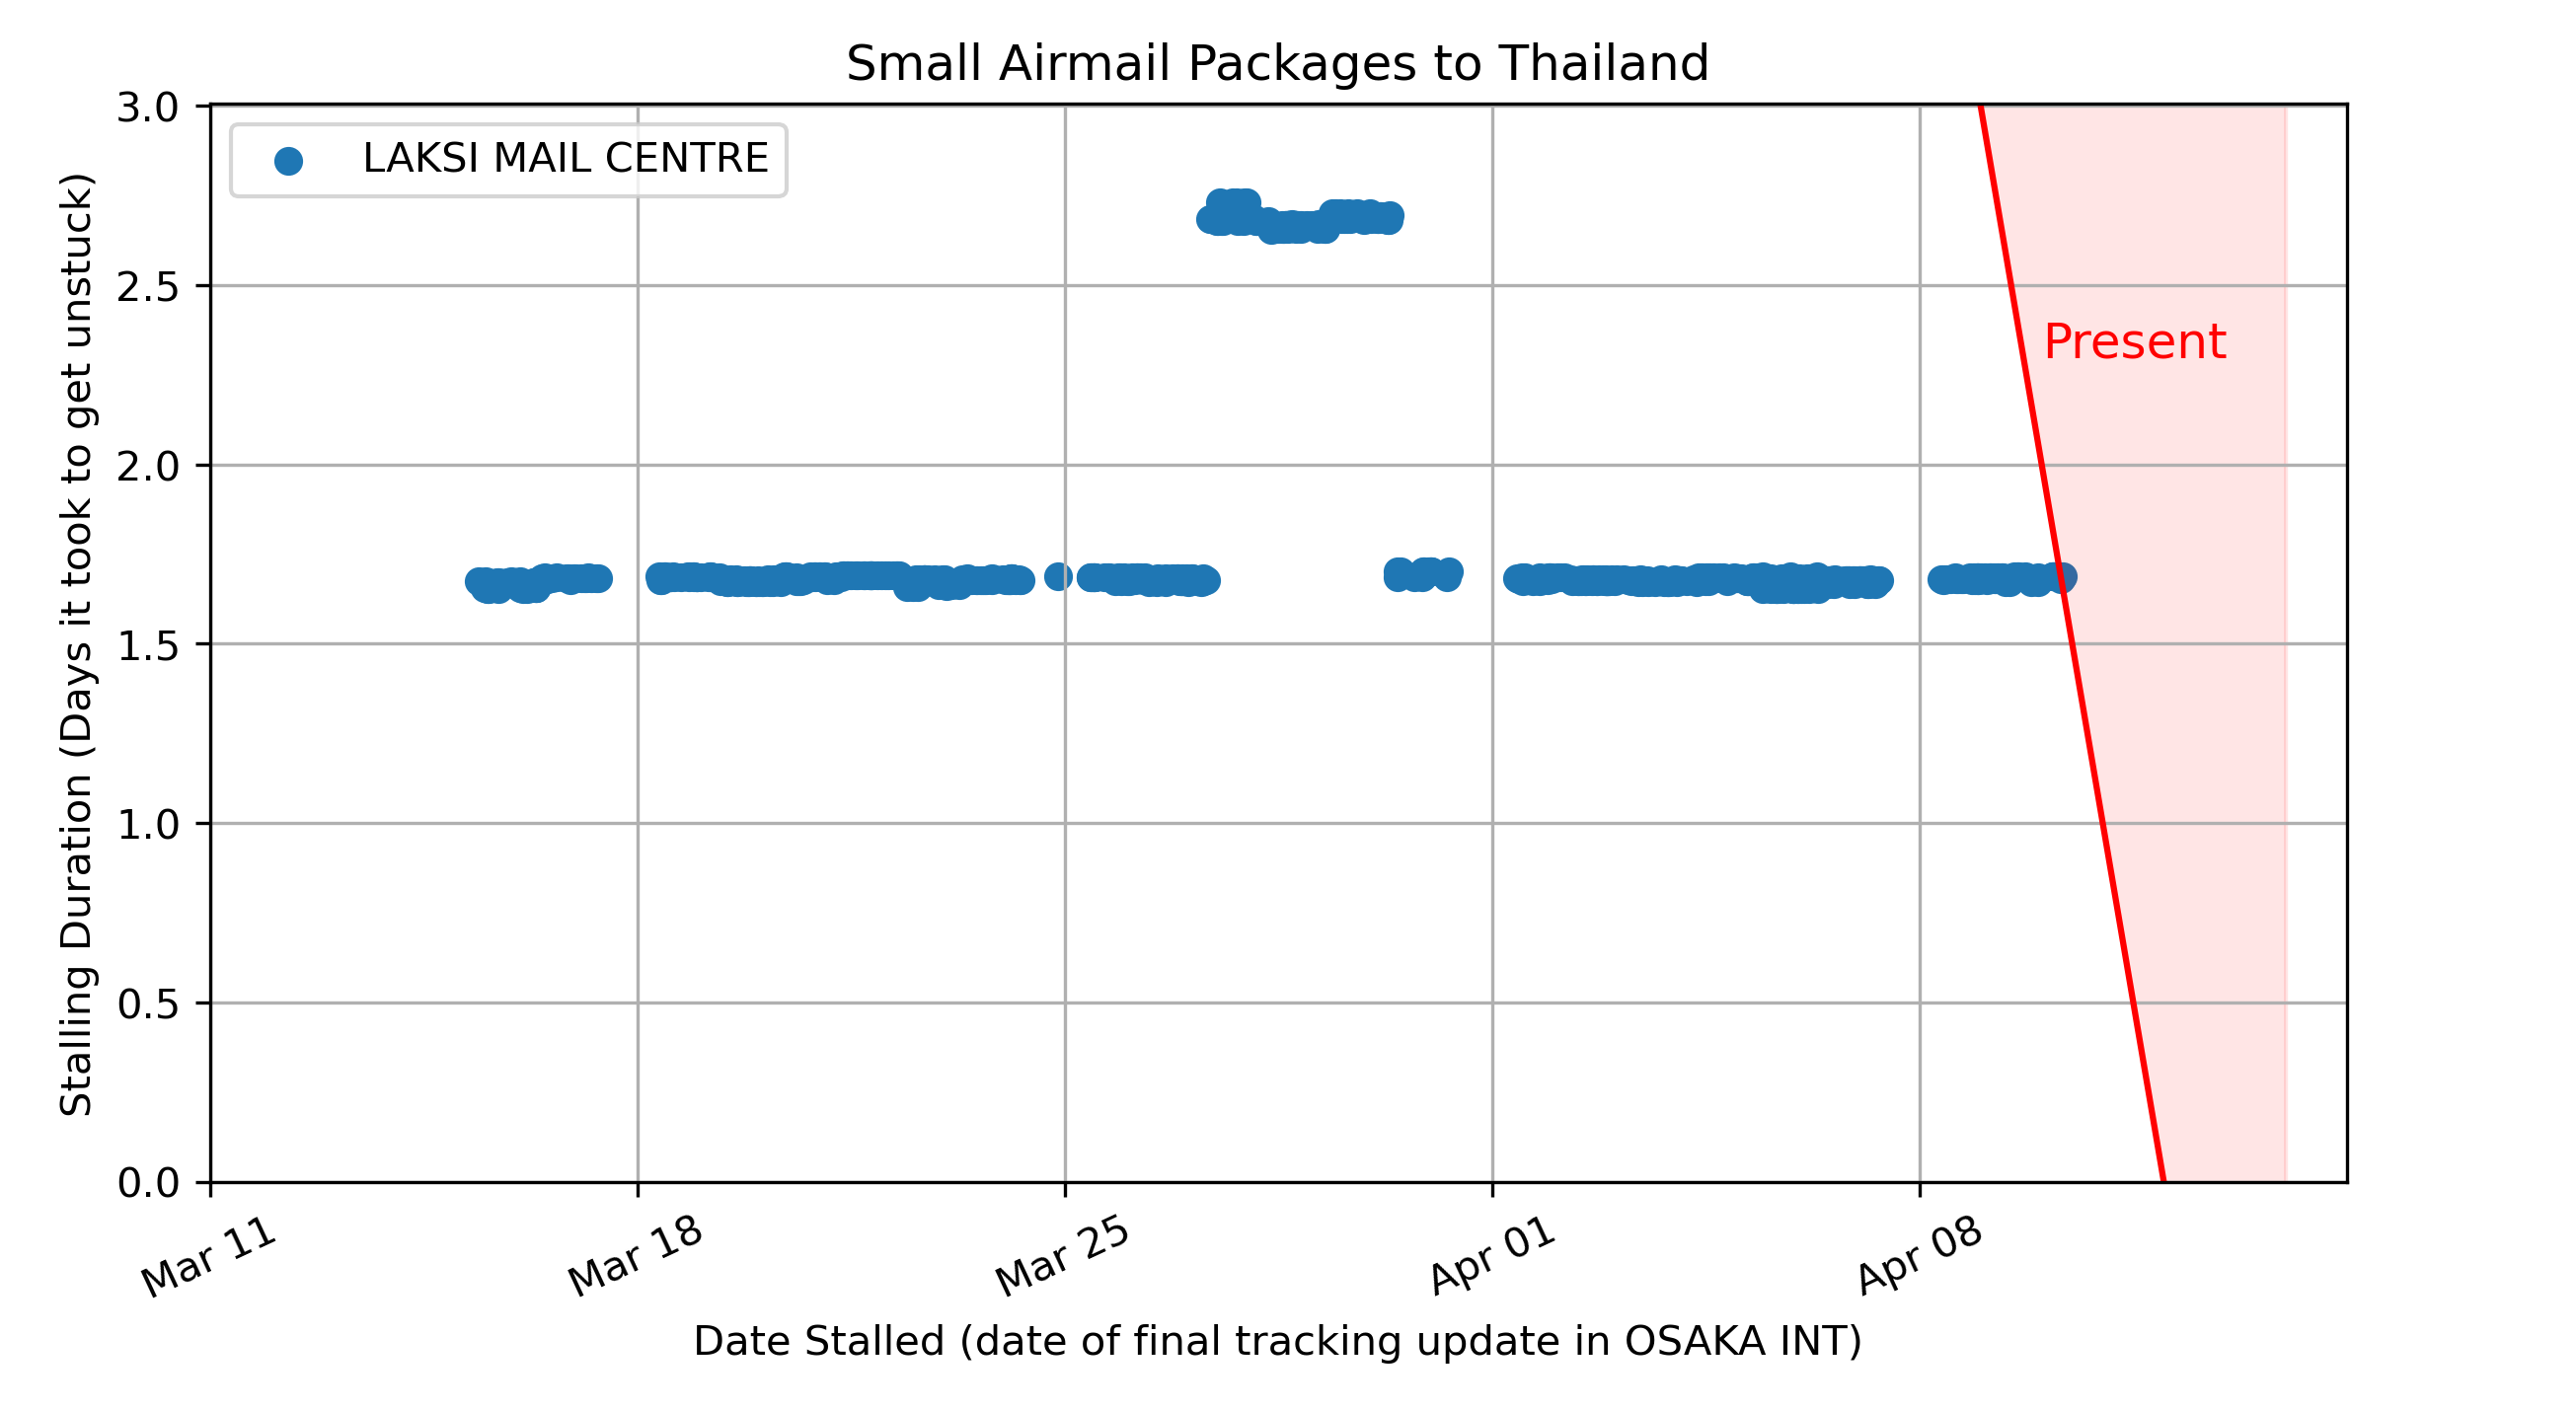 Small Airmail Packages to Thailand
LAKSI MAIL CENTRE
Present
Stalling Duration (Days it took to get unstuck)
3.0
2.5
2.0
1.5
1.0
0.5
0.0
Mar 11
Mar 18
Mar 25
Apr 01
Apr 08
Date Stalled (date of final tracking update in OSAKA INT)